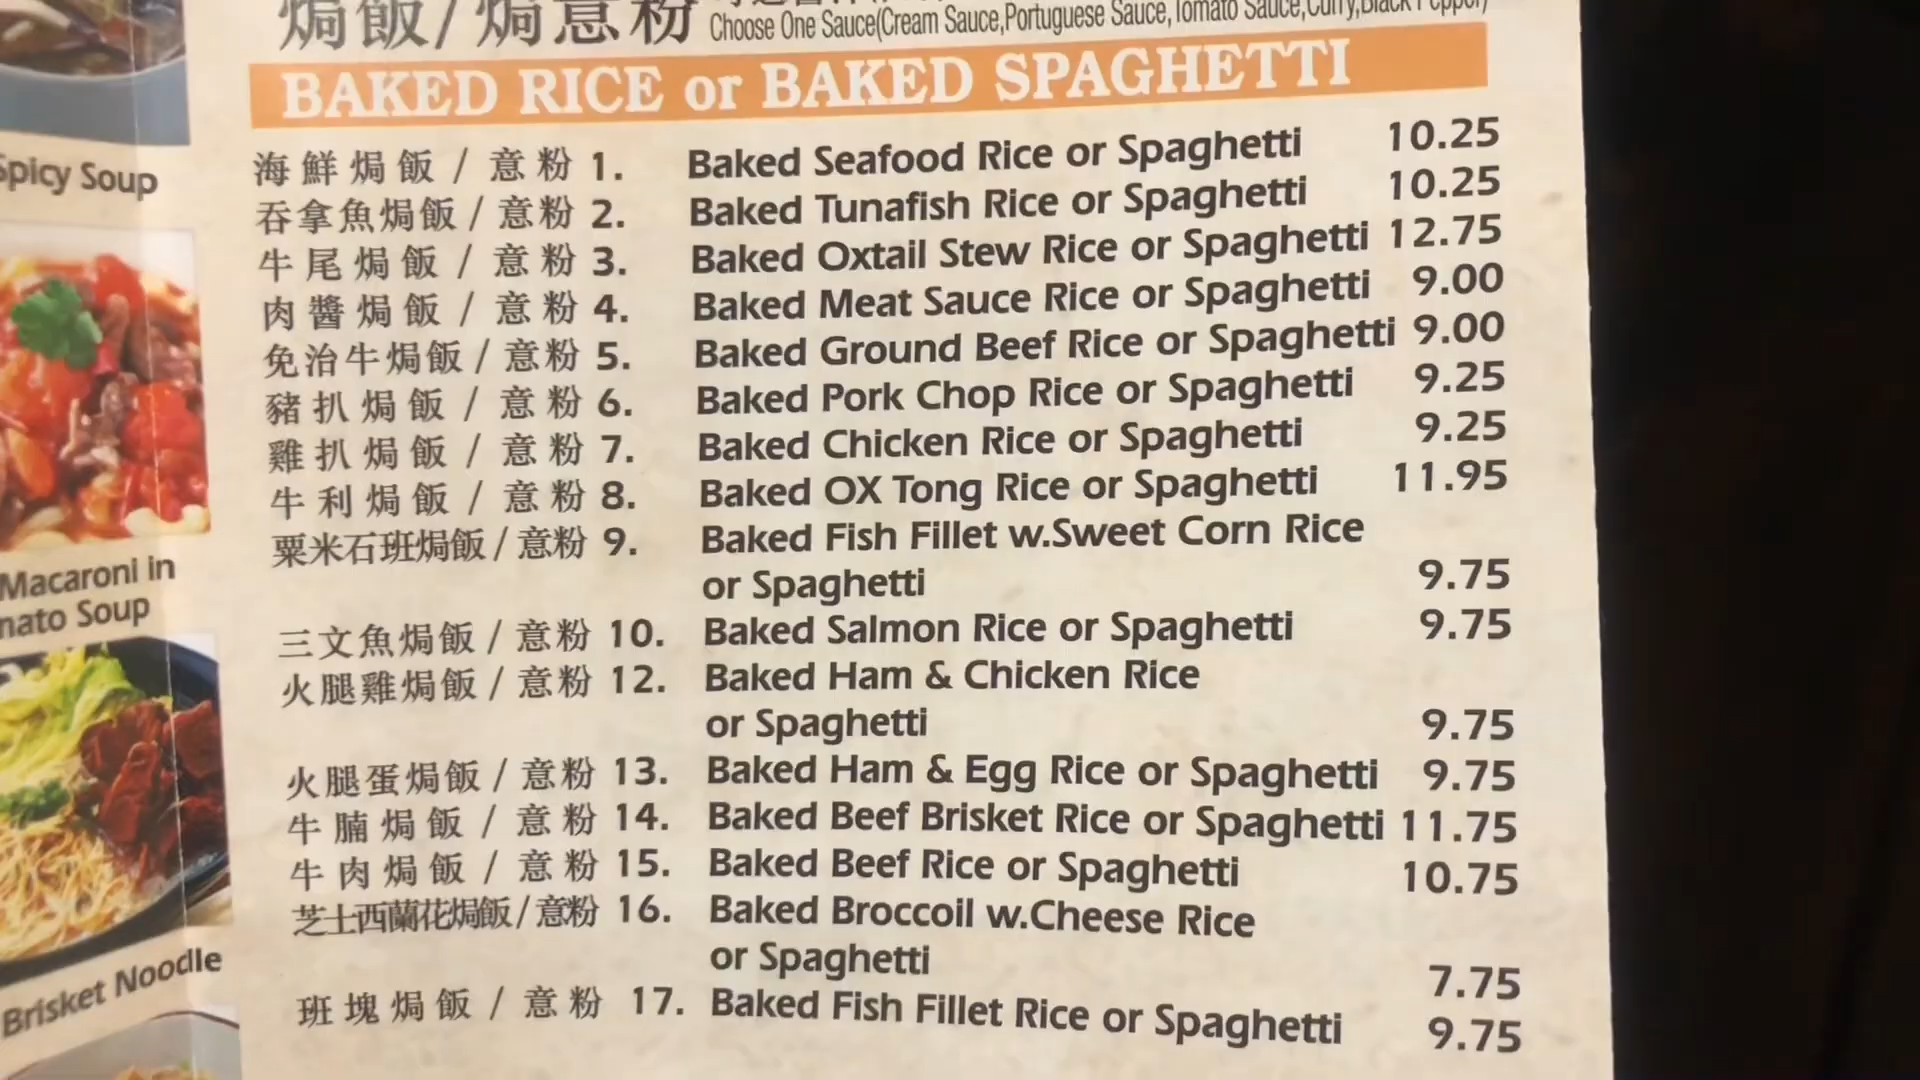 焗飯/焗意粉
Choose One Sauce(Cream Sauce,Portuguese Sauce,Tomato Sauce,Curry,Black Pepper)
BAKED RICE or BAKED SPAGHETTI
海鮮焗飯 / 意粉 1. Baked Seafood Rice or Spaghetti 10.25
吞拿魚焗飯 / 意粉 2. Baked Tunafish Rice or Spaghetti 10.25
牛尾焗飯 / 意粉 3. Baked Oxtail Stew Rice or Spaghetti 12.75
肉醬焗飯 / 意粉 4. Baked Meat Sauce Rice or Spaghetti 9.00
免治牛焗飯 / 意粉 5. Baked Ground Beef Rice or Spaghetti 9.00
豬扒焗飯 / 意粉 6. Baked Pork Chop Rice or Spaghetti 9.25
雞扒焗飯 / 意粉 7. Baked Chicken Rice or Spaghetti 9.25
牛利焗飯 / 意粉 8. Baked OX Tong Rice or Spaghetti 11.95
粟米石班焗飯 / 意粉 9. Baked Fish Fillet w.Sweet Corn Rice
or Spaghetti 9.75
三文魚焗飯 / 意粉 10. Baked Salmon Rice or Spaghetti 9.75
火腿雞焗飯 / 意粉 12. Baked Ham & Chicken Rice
or Spaghetti 9.75
火腿蛋焗飯 / 意粉 13. Baked Ham & Egg Rice or Spaghetti 9.75
牛腩焗飯 / 意粉 14. Baked Beef Brisket Rice or Spaghetti 11.75
牛肉焗飯 / 意粉 15. Baked Beef Rice or Spaghetti 10.75
芝士西蘭花焗飯 / 意粉 16. Baked Broccoil w.Cheese Rice
or Spaghetti 7.75
班塊焗飯 / 意粉 17. Baked Fish Fillet Rice or Spaghetti 9.75
Spicy Soup
Macaroni in
nato Soup
Brisket Noodle